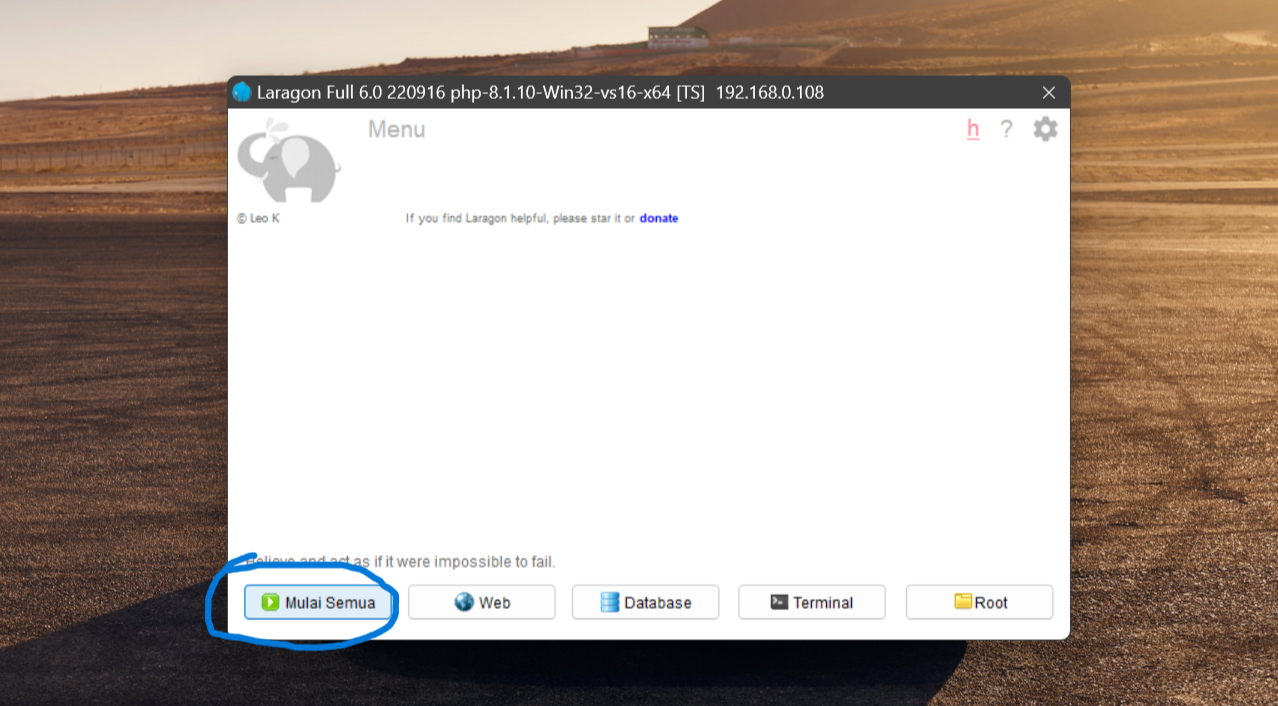 Laragon Full 6.0 220916 php-8.1.10-Win32-vs16-x64 [TS] 192.168.0.108
Menu
h ?
© Leo K
If you find Laragon helpful, please star it or donate
Believe and act as if it were impossible to fail.
Mulai Semua
Web
Database
Terminal
Root